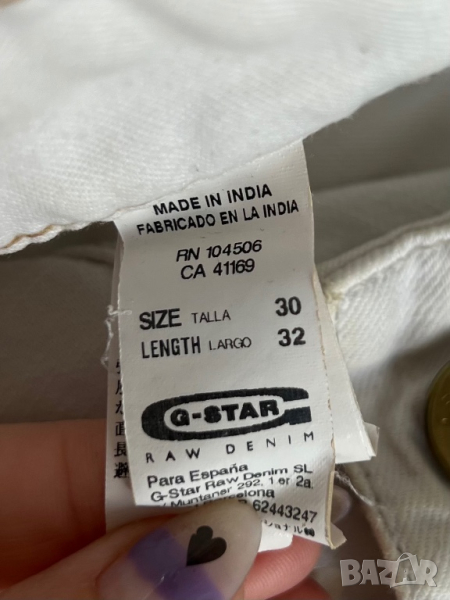 MADE IN INDIA
FABRICADO EN LA INDIA
RN 104506
CA 41169
SIZE TALLA 30
LENGTH LARGO 32
G-STAR
RAW DENIM
Para España
G-Star Raw Denim SL
Muntaner 292, 1er 2a.
62443247
BAZAR